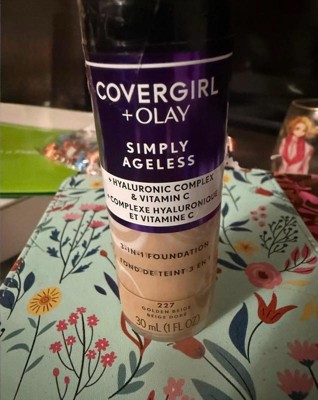 COVERGIRL
+ OLAY
SIMPLY
AGELESS
+ HYALURONIC COMPLEX
& VITAMIN C
+ COMPLEXE HYALURONIQUE
ET VITAMINE C
3-IN-1 FOUNDATION
FOND DE TEINT 3 EN 1
227
GOLDEN BEIGE
BEIGE DORÉ
30 mL (1 FL OZ)